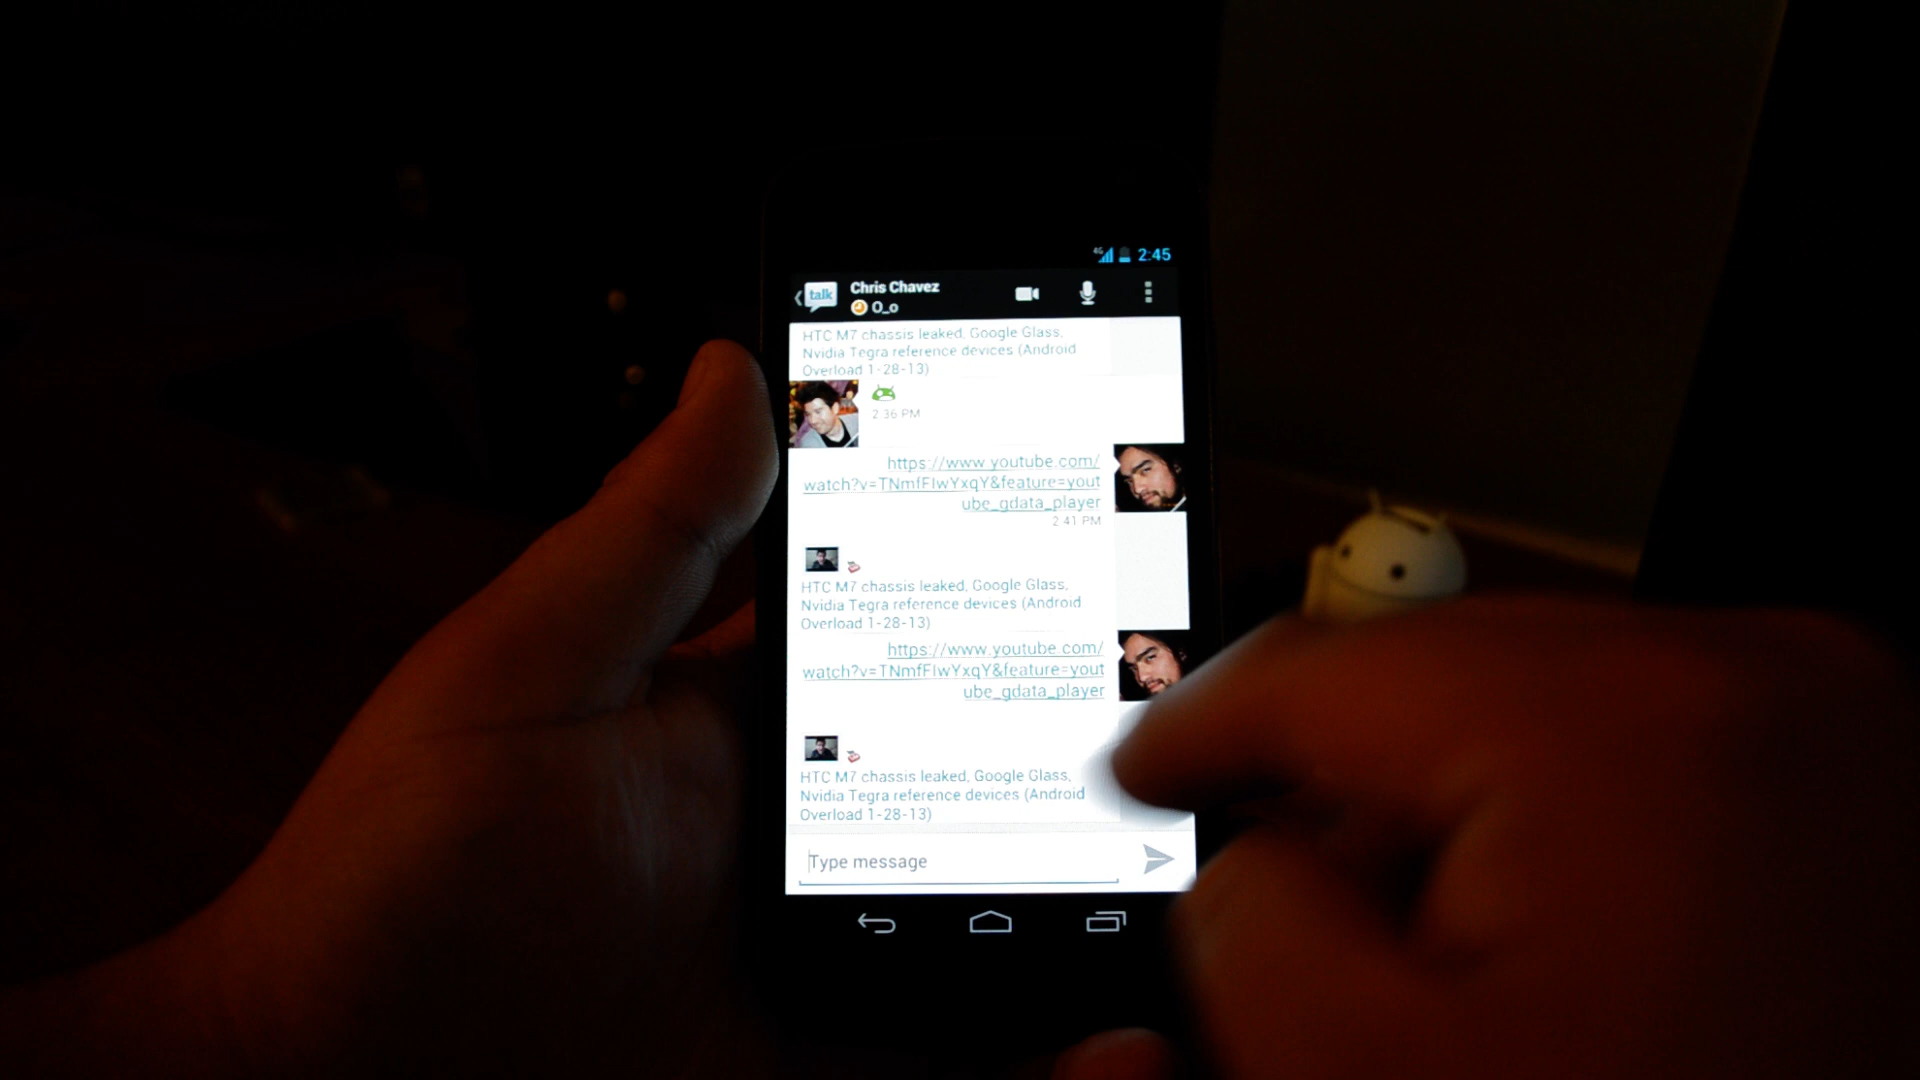 4G 2:45
talk Chris Chavez
O_o
HTC M7 chassis leaked, Google Glass,
Nvidia Tegra reference devices (Android
Overload 1-28-13)
2:36 PM
https://www.youtube.com/
watch?v=TNmfFIwYxqY&feature=yout
ube_gdata_player
2:41 PM
HTC M7 chassis leaked, Google Glass,
Nvidia Tegra reference devices (Android
Overload 1-28-13)
https://www.youtube.com/
watch?v=TNmfFIwYxqY&feature=yout
ube_gdata_player
HTC M7 chassis leaked, Google Glass,
Nvidia Tegra reference devices (Android
Overload 1-28-13)
Type message